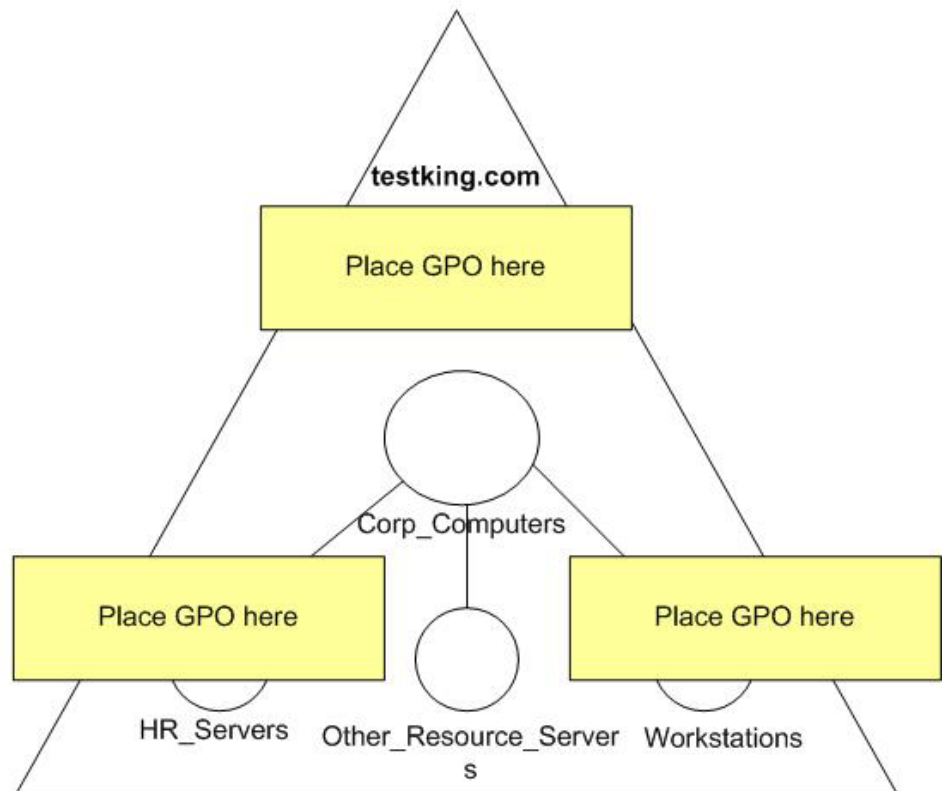 testking.com
Place GPO here
Corp_Computers
Place GPO here
Place GPO here
HR_Servers
Other_Resource_Server
s
Workstations